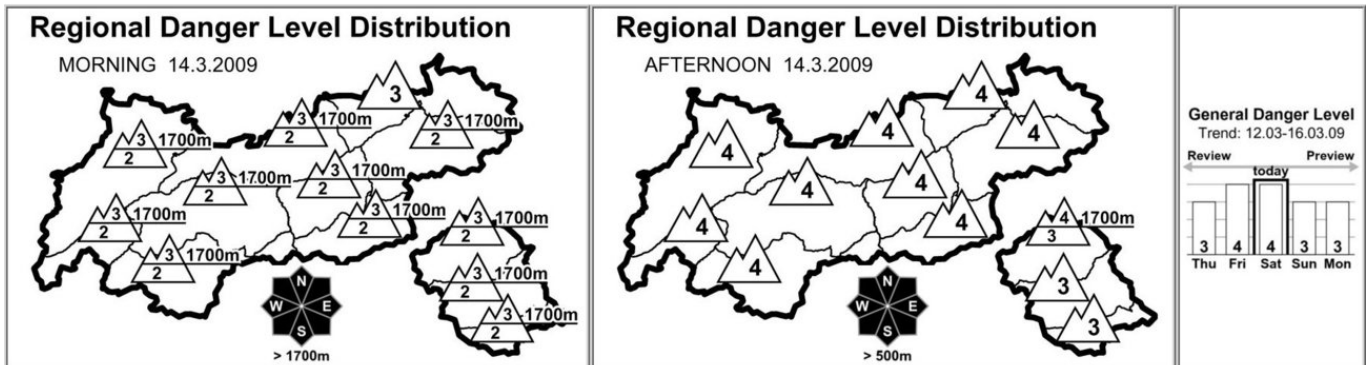 Regional Danger Level Distribution
MORNING 14.3.2009
3
3 1700m
2
3 1700m
2
3 1700m
2
3 1700m
2
3 1700m
2
3 1700m
2
3 1700m
2
3 1700m
2
3 1700m
2
3 1700m
2
3 1700m
2
N
W E
S
> 1700m
Regional Danger Level Distribution
AFTERNOON 14.3.2009
4
4
4
4
4
4
4
4
4
4 1700m
3
3
3
N
W E
S
> 500m
General Danger Level
Trend: 12.03-16.03.09
Review Preview
today
3 4 4 3 3
Thu Fri Sat Sun Mon